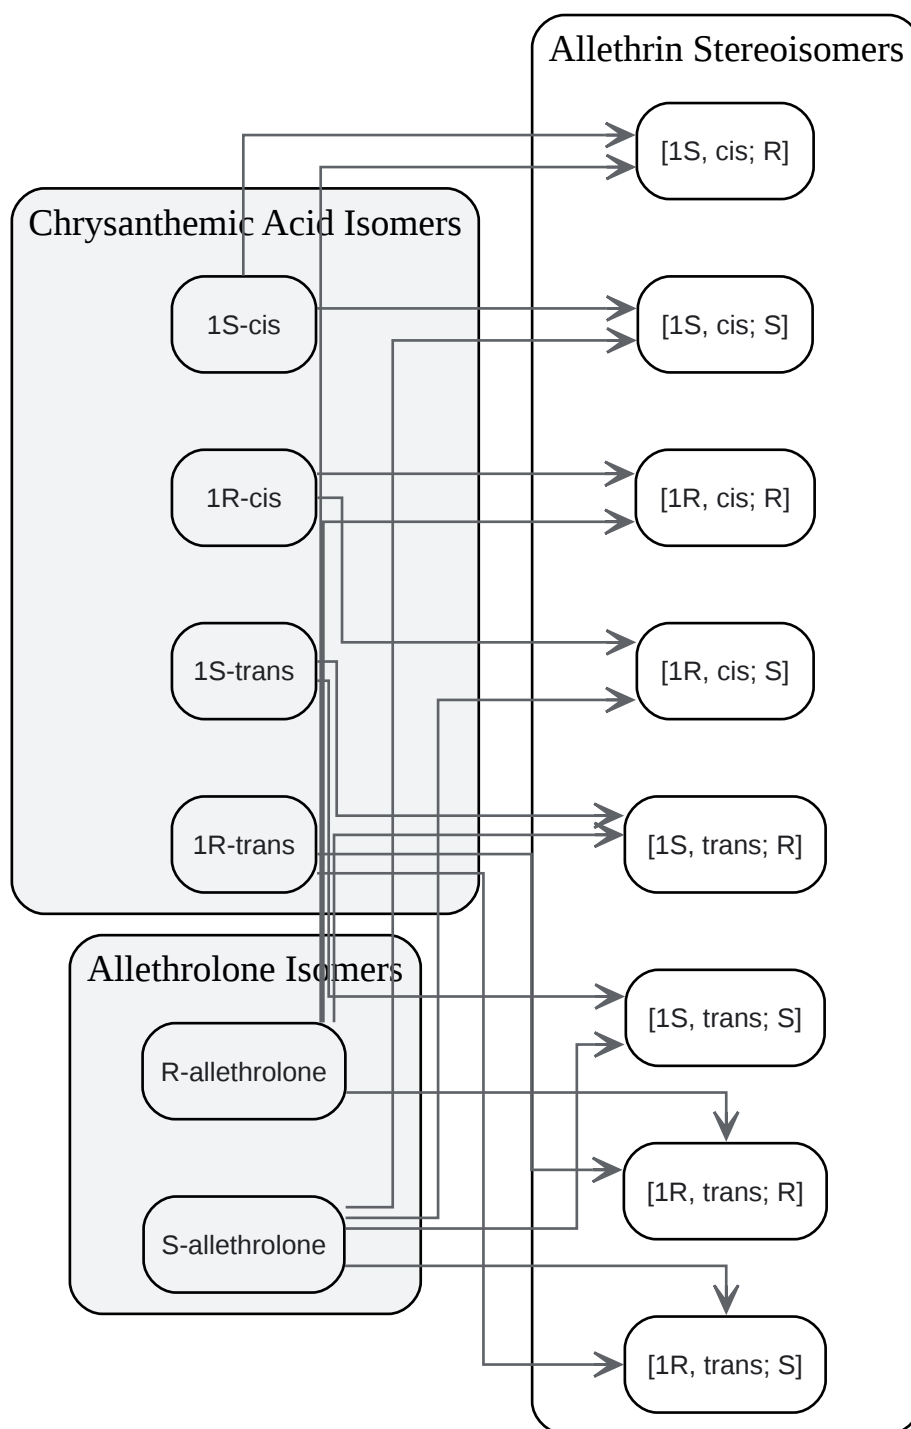 Allethrin Stereoisomers
[1S, cis; R]
Chrysanthemic Acid Isomers
1S-cis
[1S, cis; S]
1R-cis
[1R, cis; R]
1S-trans
[1R, cis; S]
1R-trans
[1S, trans; R]
Allethrolone Isomers
[1S, trans; S]
R-allethrolone
[1R, trans; R]
S-allethrolone
[1R, trans; S]